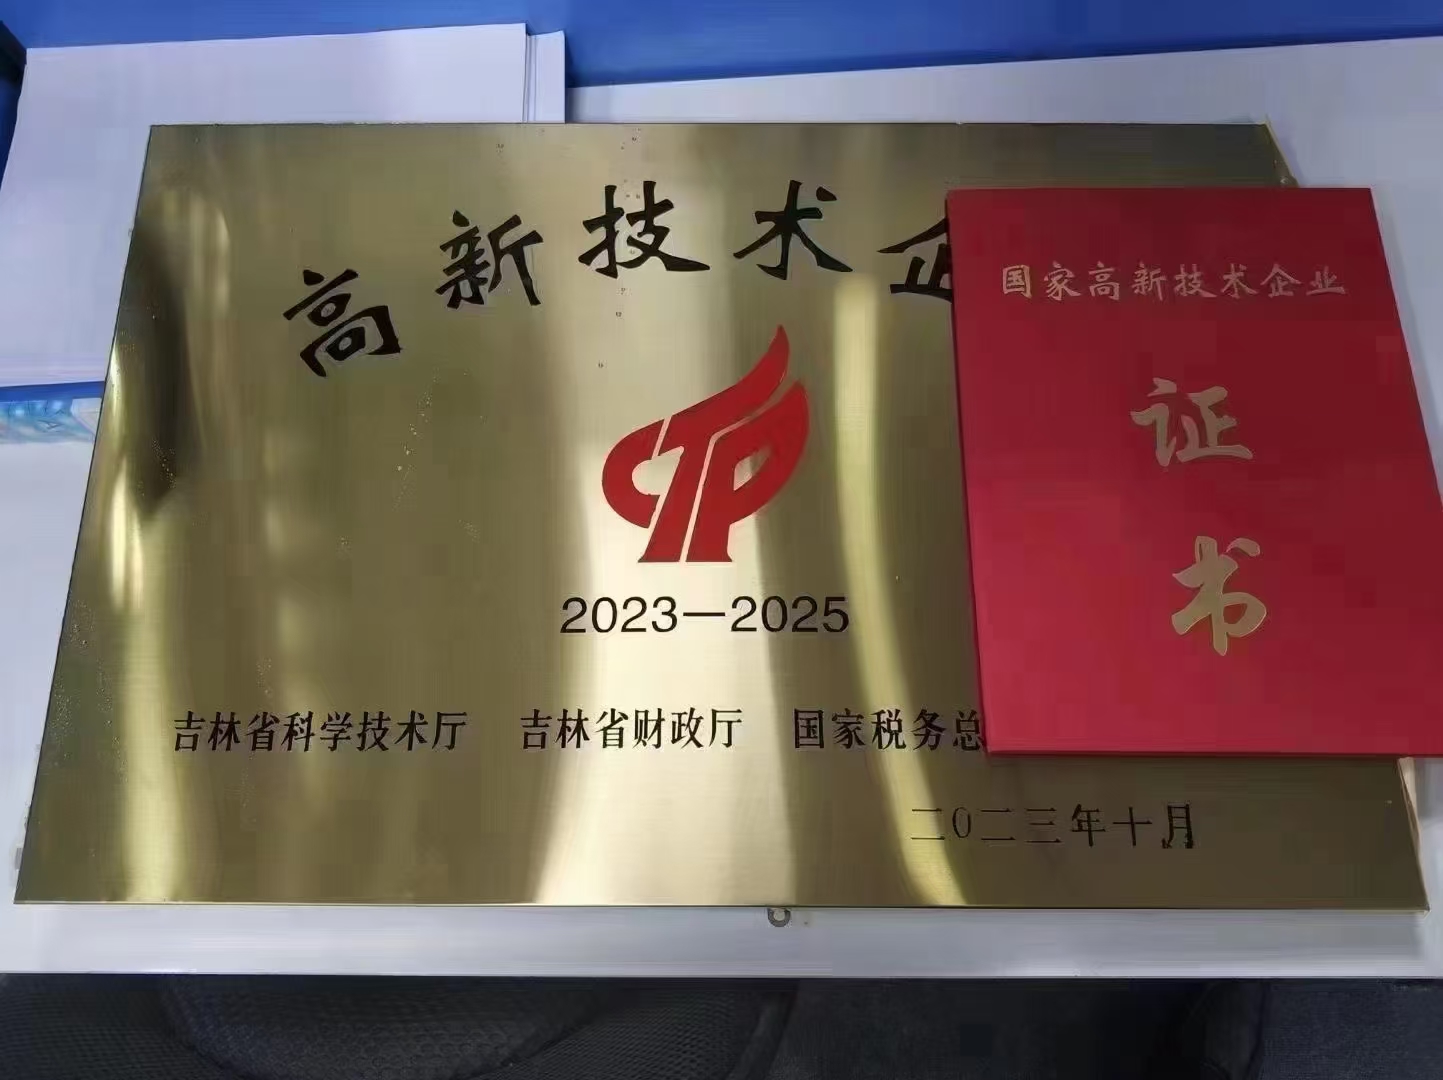 高新技术企
CTP
2023—2025
吉林省科学技术厅 吉林省财政厅 国家税务总
二〇二三年十月
国家高新技术企业
证
书